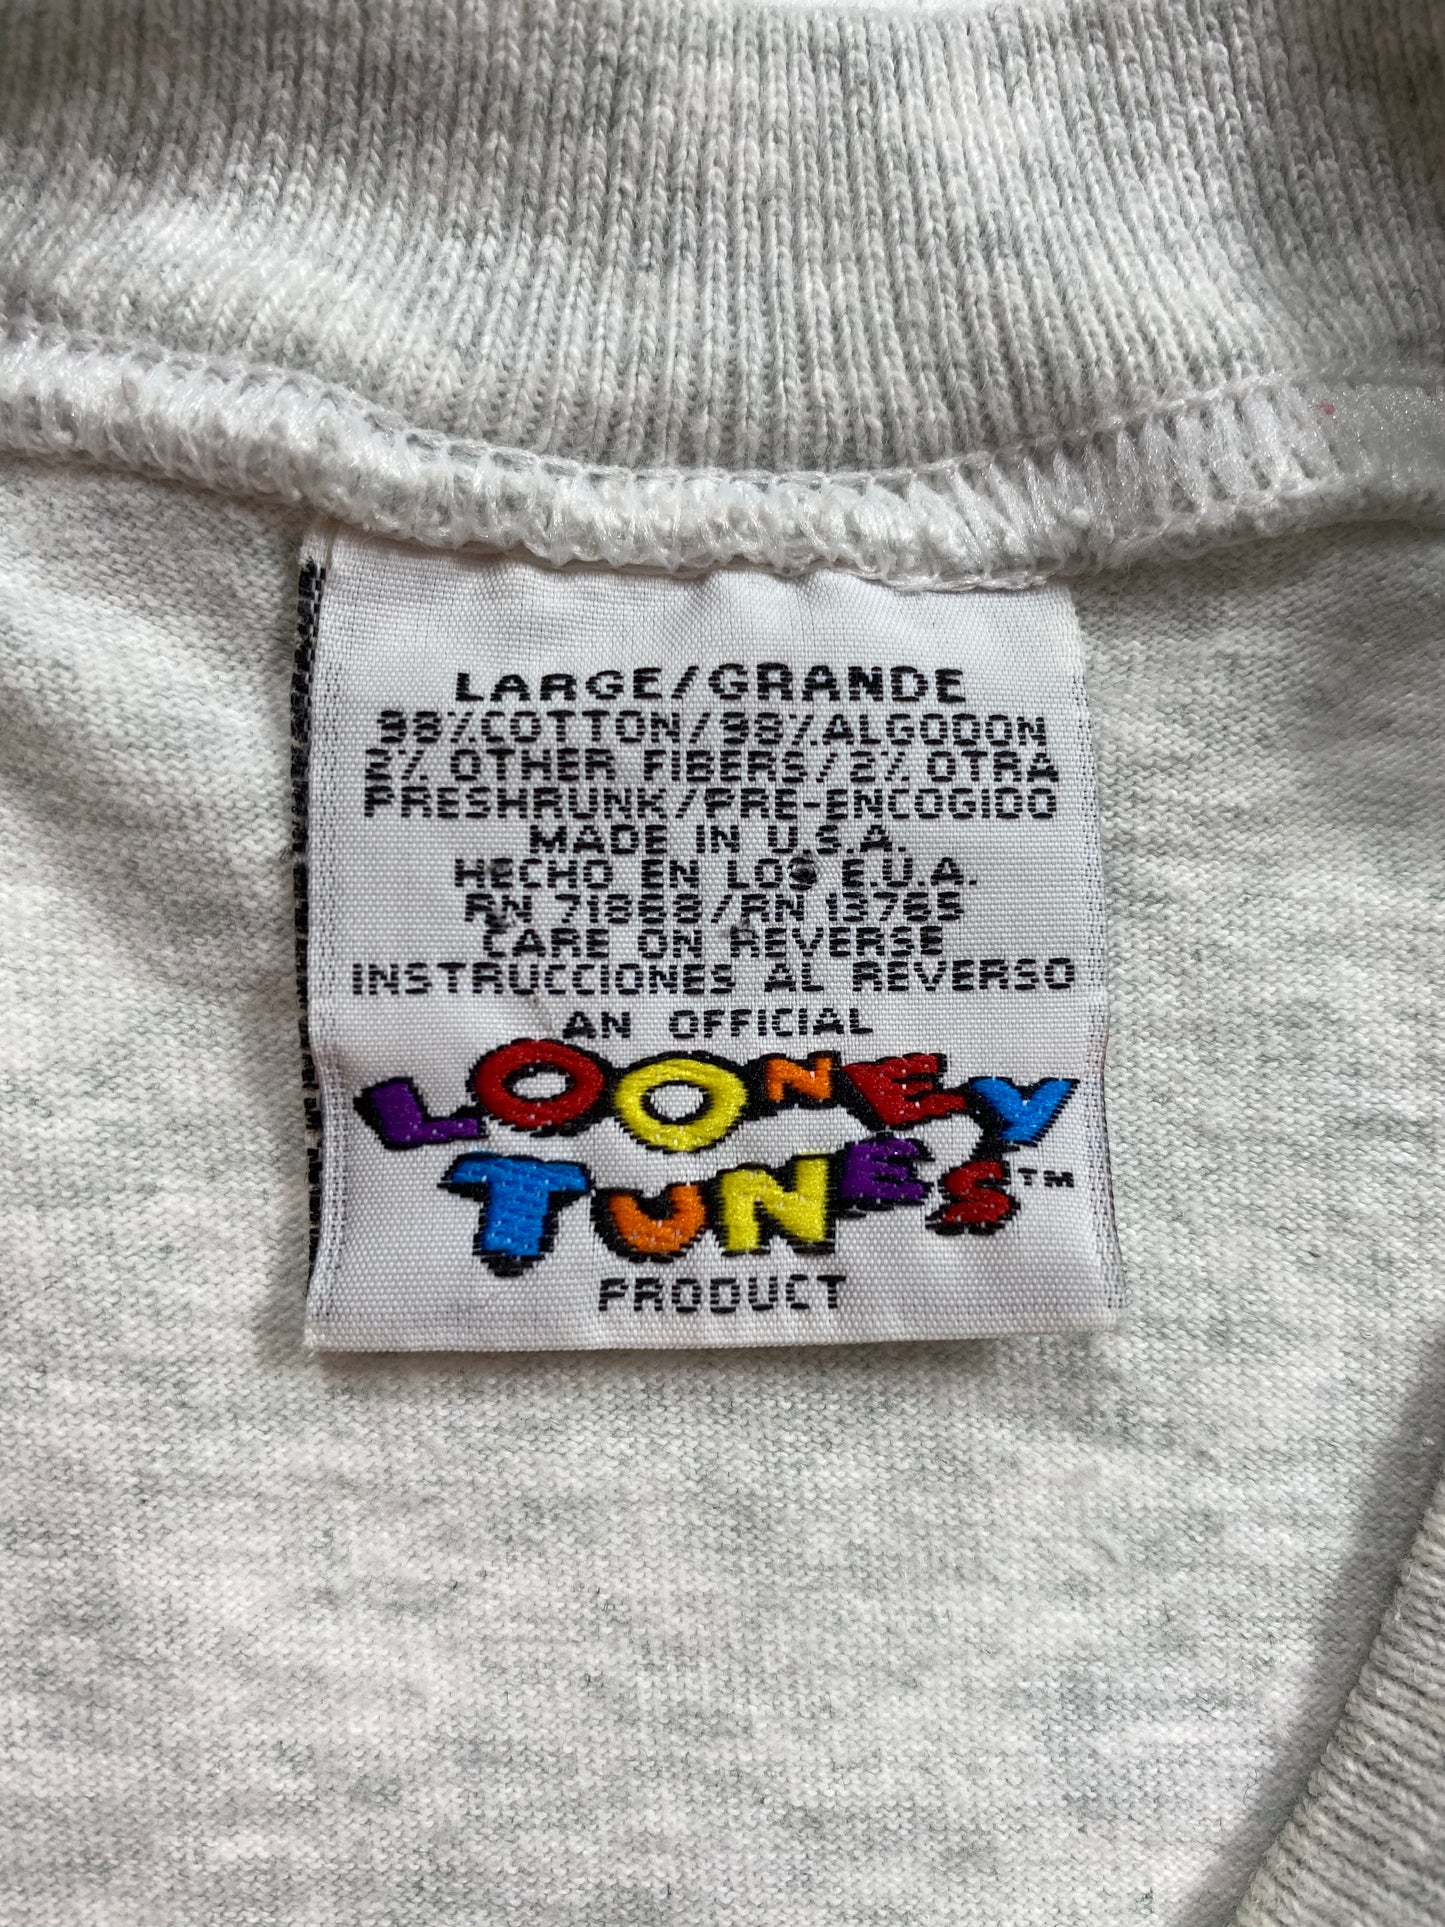 LARGE/GRANDE
98% COTTON/98% ALGODON
2% OTHER FIBERS/2% OTRA
PRESHRUNK/PRE-ENCOGIDO
MADE IN U.S.A.
HECHO EN LOS E.U.A.
RN 71868/RN 13765
CARE ON REVERSE
INSTRUCCIONES AL REVERSO
AN OFFICIAL
LOONEY
TUNES™
PRODUCT